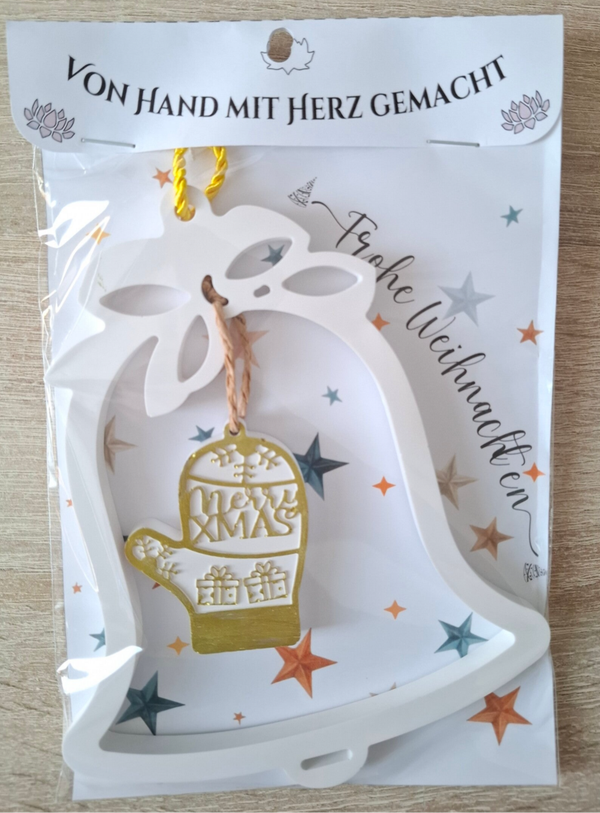 Von Hand mit Herz gemacht
Frohe Weihnachten
Merry
XMAS